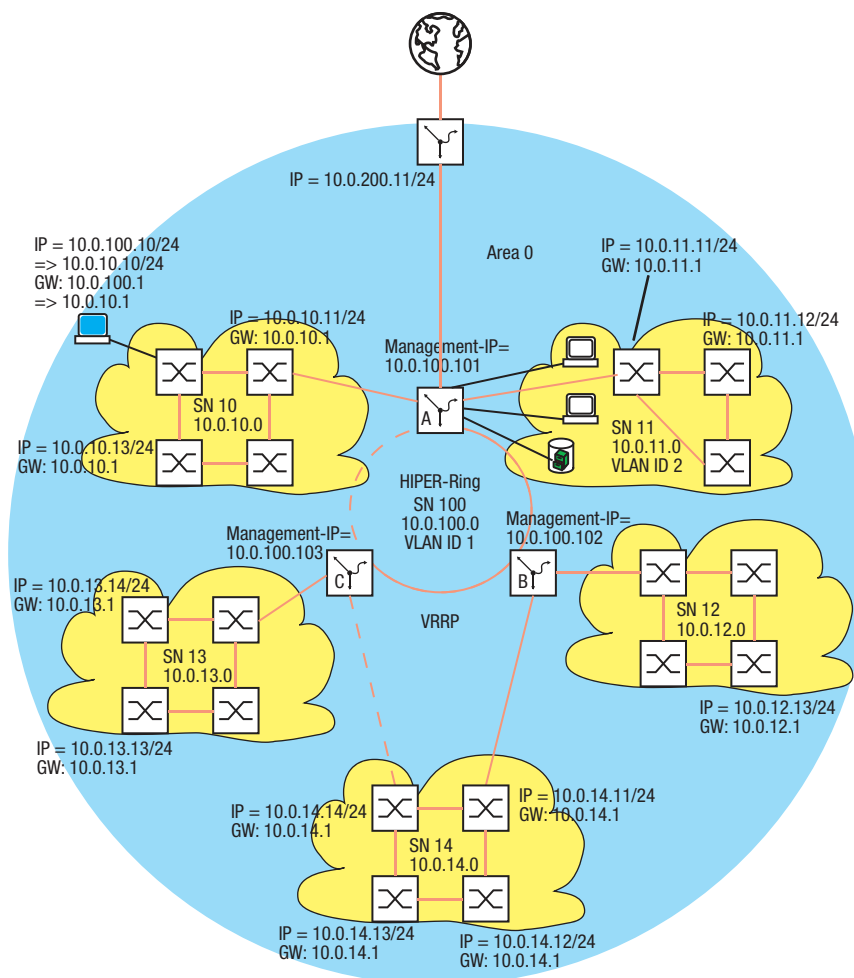 IP = 10.0.200.11/24
Area 0
IP = 10.0.100.10/24
=> 10.0.10.10/24
GW: 10.0.100.1
=> 10.0.10.1
IP = 10.0.11.11/24
GW: 10.0.11.1
IP = 10.0.10.11/24
GW: 10.0.10.1
Management-IP=
10.0.100.101
IP = 10.0.11.12/24
GW: 10.0.11.1
SN 10
10.0.10.0
A
SN 11
10.0.11.0
VLAN ID 2
IP = 10.0.10.13/24
GW: 10.0.10.1
HIPER-Ring
SN 100
10.0.100.0
VLAN ID 1
Management-IP=
10.0.100.103
Management-IP=
10.0.100.102
C
B
IP = 10.0.13.14/24
GW: 10.0.13.1
SN 12
10.0.12.0
VRRP
SN 13
10.0.13.0
IP = 10.0.12.13/24
GW: 10.0.12.1
IP = 10.0.13.13/24
GW: 10.0.13.1
IP = 10.0.14.14/24
GW: 10.0.14.1
IP = 10.0.14.11/24
GW: 10.0.14.1
SN 14
10.0.14.0
IP = 10.0.14.13/24
GW: 10.0.14.1
IP = 10.0.14.12/24
GW: 10.0.14.1